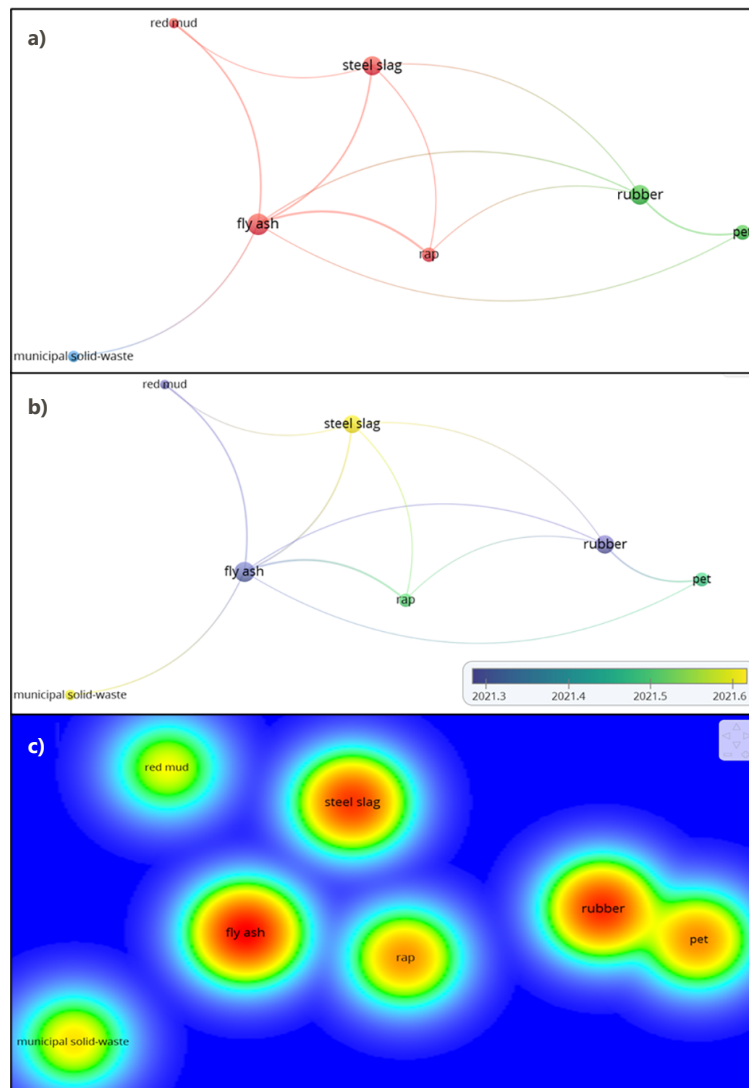 a)
red mud
steel slag
rubber
fly ash
pet
rap
municipal solid-waste
b)
red mud
steel slag
rubber
fly ash
pet
rap
municipal solid-waste
2021.3 2021.4 2021.5 2021.6
c)
red mud
steel slag
rubber
fly ash
pet
rap
municipal solid-waste